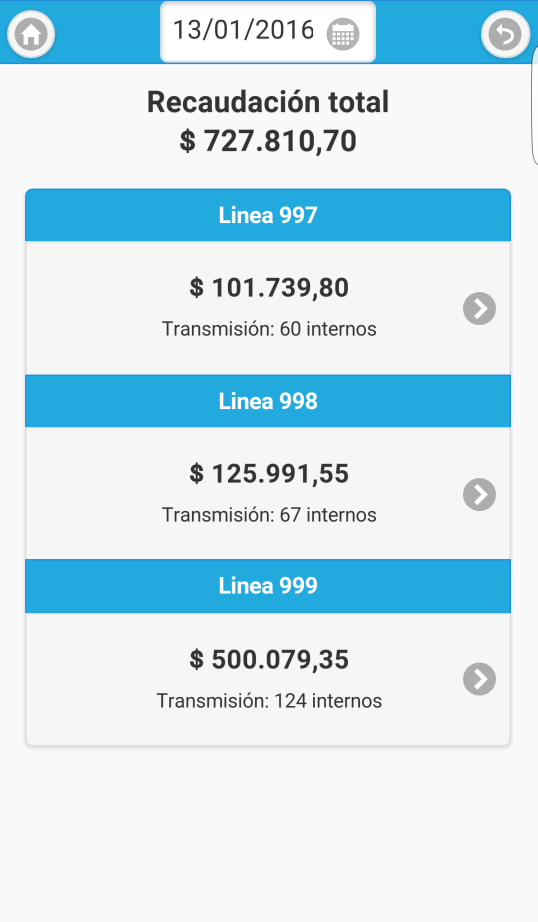 13/01/2016
Recaudación total
$ 727.810,70
Linea 997
$ 101.739,80
Transmisión: 60 internos
Linea 998
$ 125.991,55
Transmisión: 67 internos
Linea 999
$ 500.079,35
Transmisión: 124 internos